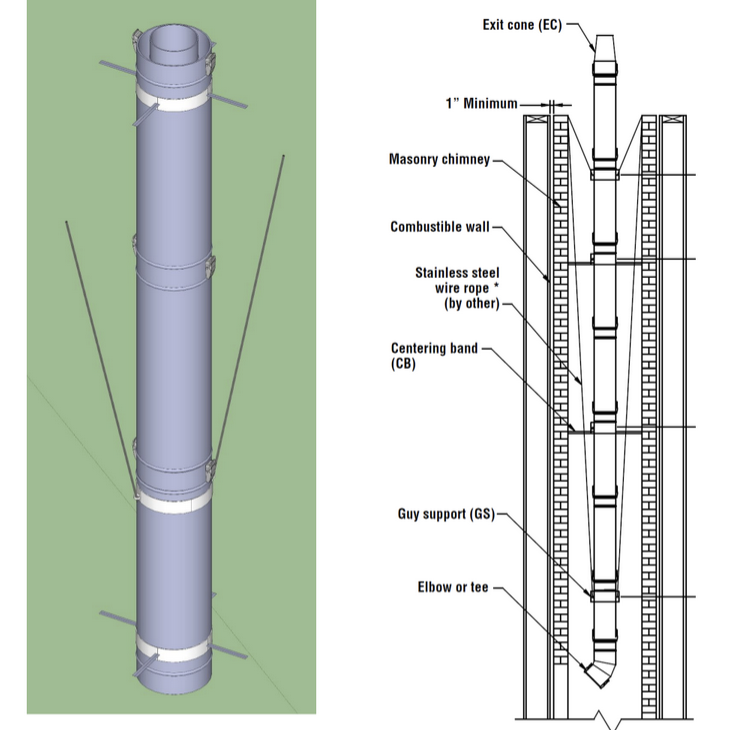 Exit cone (EC)
1” Minimum
Masonry chimney
Combustible wall
Stainless steel
wire rope *
(by other)
Centering band
(CB)
Guy support (GS)
Elbow or tee